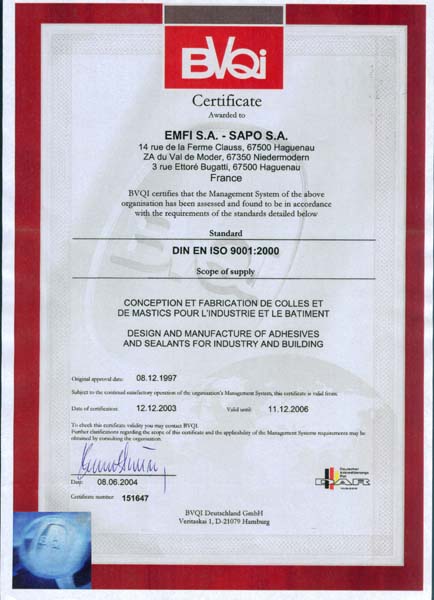 BVQi
Certificate
Awarded to
EMFI S.A. - SAPO S.A.
14 rue de la Ferme Clauss, 67500 Haguenau
ZA du Val de Moder, 67350 Niedermodern
3 rue Ettoré Bugatti, 67500 Haguenau
France
BVQI certifies that the Management System of the above
organisation has been assessed and found to be in accordance
with the requirements of the standards detailed below
Standard
DIN EN ISO 9001:2000
Scope of supply
CONCEPTION ET FABRICATION DE COLLES ET
DE MASTICS POUR L'INDUSTRIE ET LE BATIMENT
DESIGN AND MANUFACTURE OF ADHESIVES
AND SEALANTS FOR INDUSTRY AND BUILDING
Original approval date: 08.12.1997
Subject to the continued satisfactory operation of the organisation's Management System, this certificate is valid from:
Date of certification: 12.12.2003 Valid until: 11.12.2006
To check this certificate validity you may contact BVQI.
Further clarifications regarding the scope of this certificate and the applicability of the Management Systems requirements may be
obtained by consulting the organisation.
Date: 08.06.2004
Certificate number 151647
Deutscher
Akkreditierungs
Rat
DAR
BVQI Deutschland GmbH
Veritaskai 1, D-21079 Hamburg